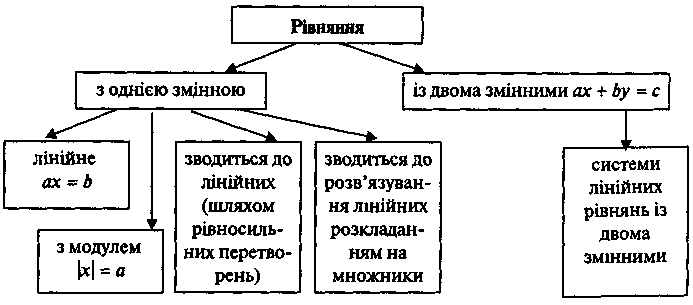 Рівняння
з однією змінною
із двома змінними ax + by = c
лінійне
ax = b
з модулем
|x| = a
зводиться до
лінійних
(шляхом
рівносиль-
них перетво-
рень)
зводиться до
розв’язуван-
ня лінійних
розкладан-
ням на
множники
системи
лінійних
рівнянь із
двома
змінними